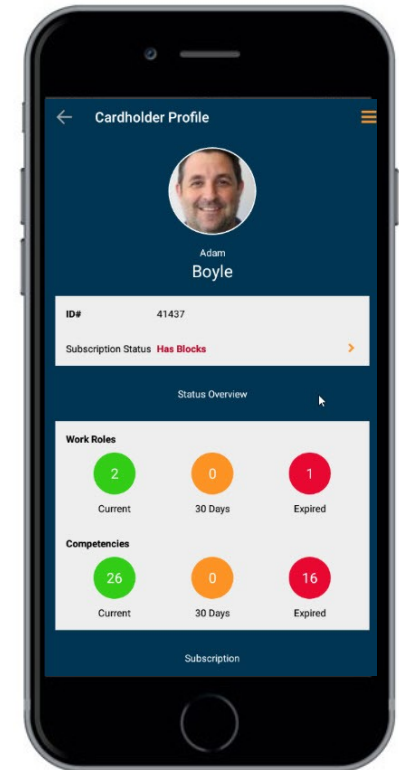 Cardholder Profile
Adam
Boyle
ID# 41437
Subscription Status Has Blocks
Status Overview
Work Roles
2 0 1
Current 30 Days Expired
Competencies
26 0 16
Current 30 Days Expired
Subscription